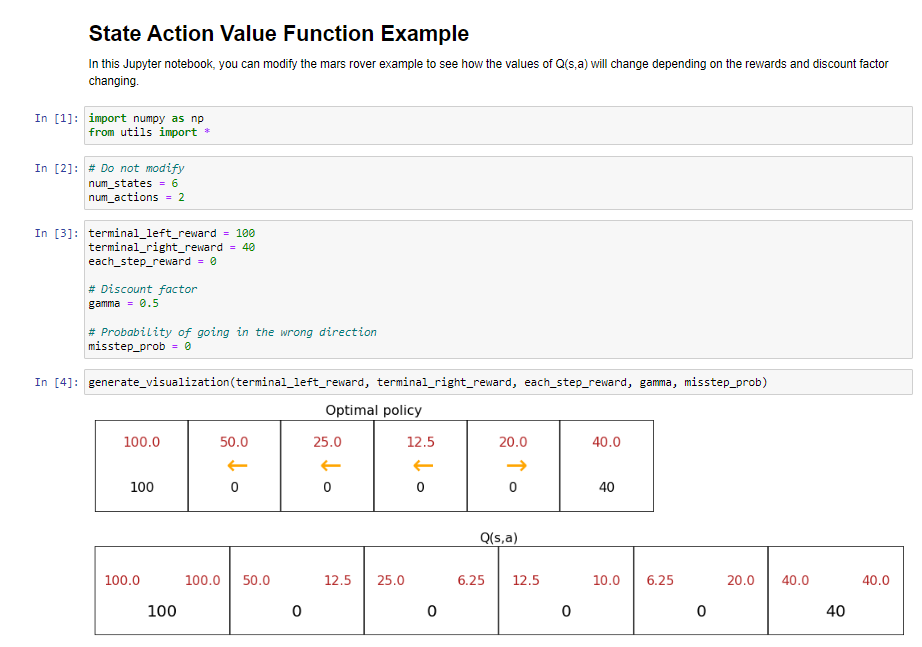 State Action Value Function Example
In this Jupyter notebook, you can modify the mars rover example to see how the values of Q(s,a) will change depending on the rewards and discount factor
changing.
In [1]: import numpy as np
from utils import *
In [2]: # Do not modify
num_states = 6
num_actions = 2
In [3]: terminal_left_reward = 100
terminal_right_reward = 40
each_step_reward = 0
# Discount factor
gamma = 0.5
# Probability of going in the wrong direction
misstep_prob = 0
In [4]: generate_visualization(terminal_left_reward, terminal_right_reward, each_step_reward, gamma, misstep_prob)
Optimal policy
100.0 50.0 25.0 12.5 20.0 40.0
← ← ← →
100 0 0 0 0 40
Q(s,a)
100.0 100.0 50.0 12.5 25.0 6.25 12.5 10.0 6.25 20.0 40.0 40.0
100 0 0 0 0 40